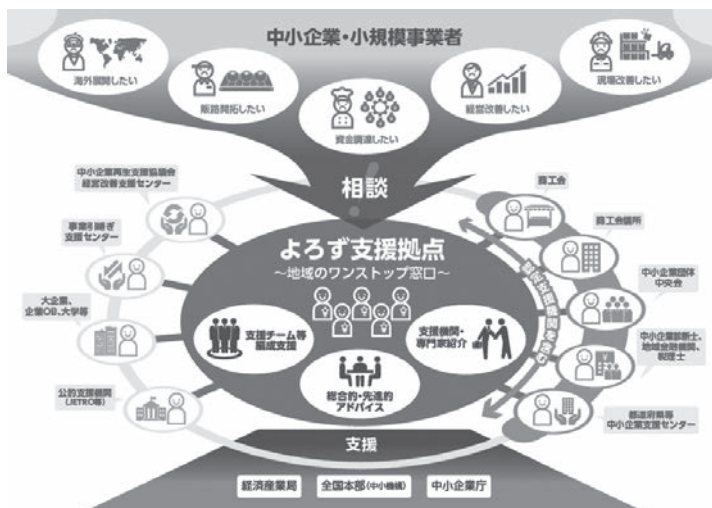 中小企業・小規模事業者
海外展開したい
販路開拓したい
資金調達したい
経営改善したい
現場改善したい
相談
中小企業再生支援協議会
経営改善支援センター
事業引継ぎ
支援センター
大企業、
企業OB、大学等
公的支援機関
(JETRO等)
よろず支援拠点
～地域のワンストップ窓口～
支援チーム等
編成支援
総合的・先進的
アドバイス
支援機関・
専門家紹介
商工会
商工会議所
中小企業団体
中央会
中小企業診断士、
地域金融機関、
税理士
都道府県等
中小企業支援センター
支援
経済産業局
全国本部(中小機構)
中小企業庁